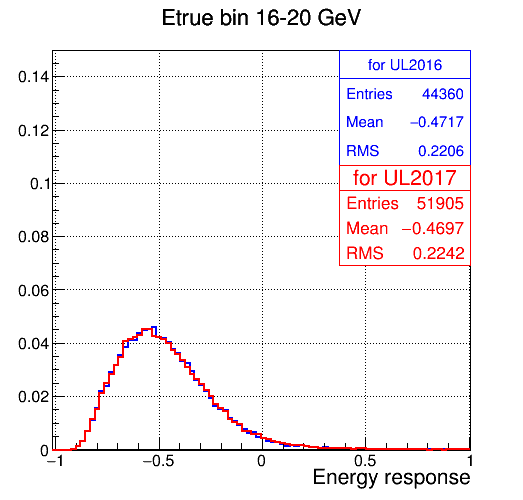 Etrue bin 16-20 GeV
for UL2016
Entries 44360
Mean −0.4717
RMS 0.2206
for UL2017
Entries 51905
Mean −0.4697
RMS 0.2242
0.14
0.12
0.1
0.08
0.06
0.04
0.02
0
−1 −0.5 0 0.5 1
Energy response